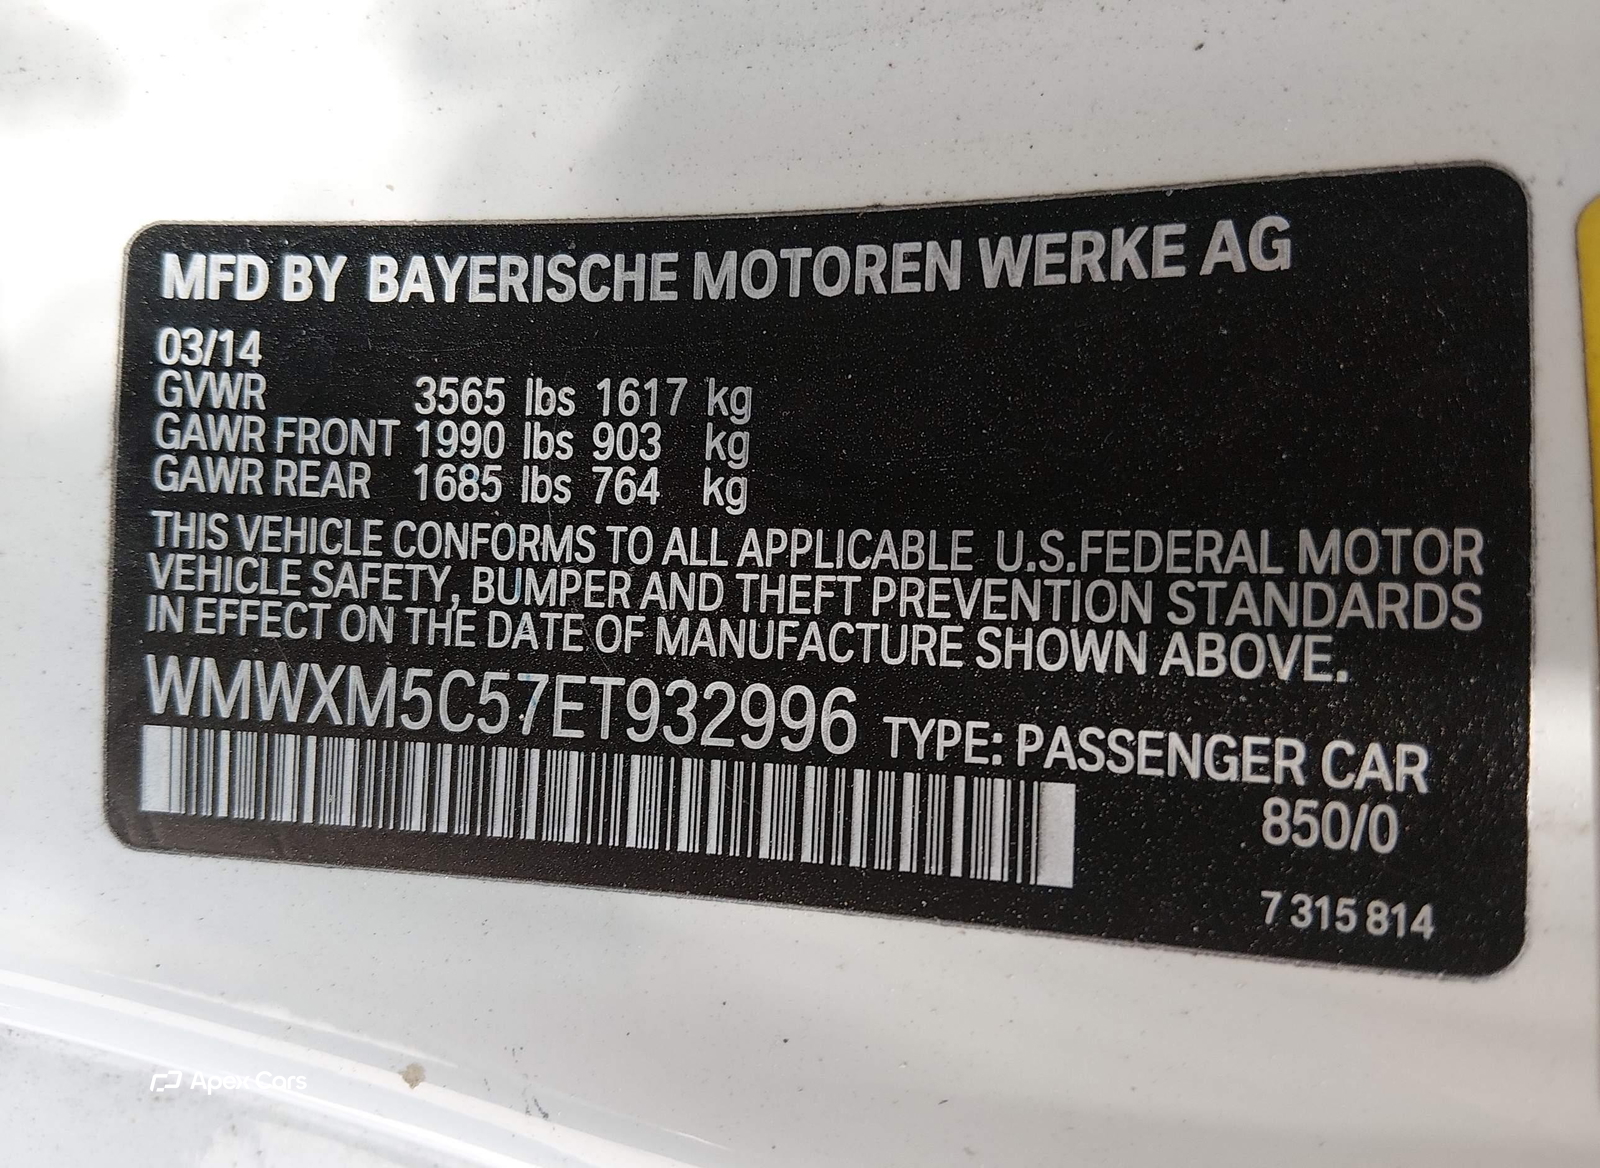 MFD BY BAYERISCHE MOTOREN WERKE AG
03/14
GVWR 3565 lbs 1617 kg
GAWR FRONT 1990 lbs 903 kg
GAWR REAR 1685 lbs 764 kg
THIS VEHICLE CONFORMS TO ALL APPLICABLE U.S.FEDERAL MOTOR
VEHICLE SAFETY, BUMPER AND THEFT PREVENTION STANDARDS
IN EFFECT ON THE DATE OF MANUFACTURE SHOWN ABOVE.
WMWXM5C57ET932996 TYPE: PASSENGER CAR
850/0
7 315 814
Apex Cars